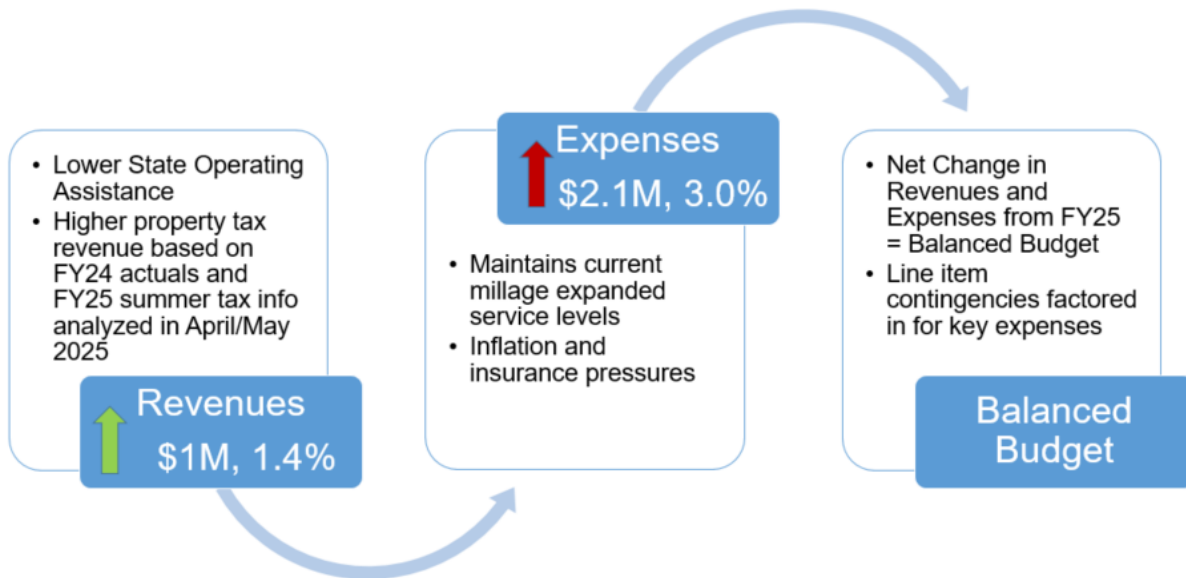 • Lower State Operating
Assistance
• Higher property tax
revenue based on
FY24 actuals and
FY25 summer tax info
analyzed in April/May
2025
Revenues
$1M, 1.4%
Expenses
$2.1M, 3.0%
• Maintains current
millage expanded
service levels
• Inflation and
insurance pressures
• Net Change in
Revenues and
Expenses from FY25
= Balanced Budget
• Line item
contingencies factored
in for key expenses
Balanced
Budget